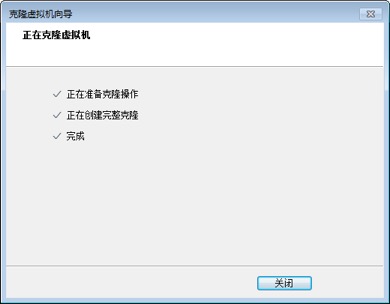 克隆虚拟机向导
正在克隆虚拟机
正在准备克隆操作
正在创建完整克隆
完成
关闭